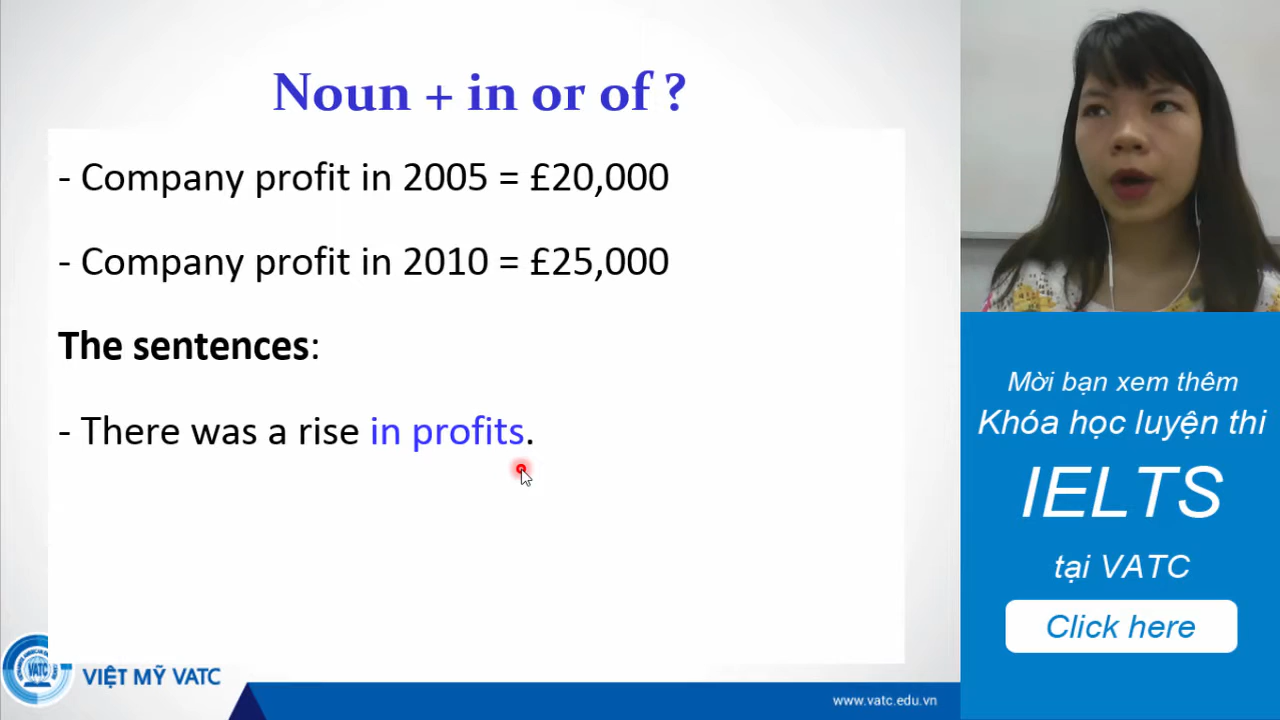 Noun + in or of ?
- Company profit in 2005 = £20,000
- Company profit in 2010 = £25,000
The sentences:
- There was a rise in profits.
Mời bạn xem thêm
Khóa học luyện thi
IELTS
tại VATC
Click here
VATC
VIỆT MỸ VATC
www.vatc.edu.vn